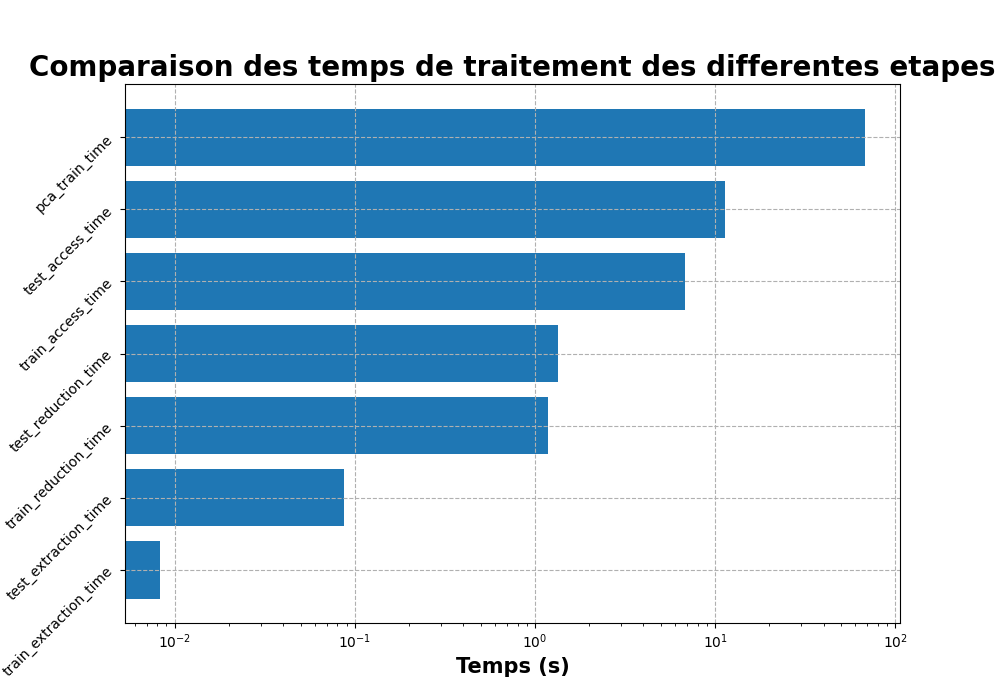 Comparaison des temps de traitement des differentes etapes
pca_train_time
test_access_time
train_access_time
test_reduction_time
train_reduction_time
test_extraction_time
train_extraction_time
10⁻² 10⁻¹ 10⁰ 10¹ 10²
Temps (s)